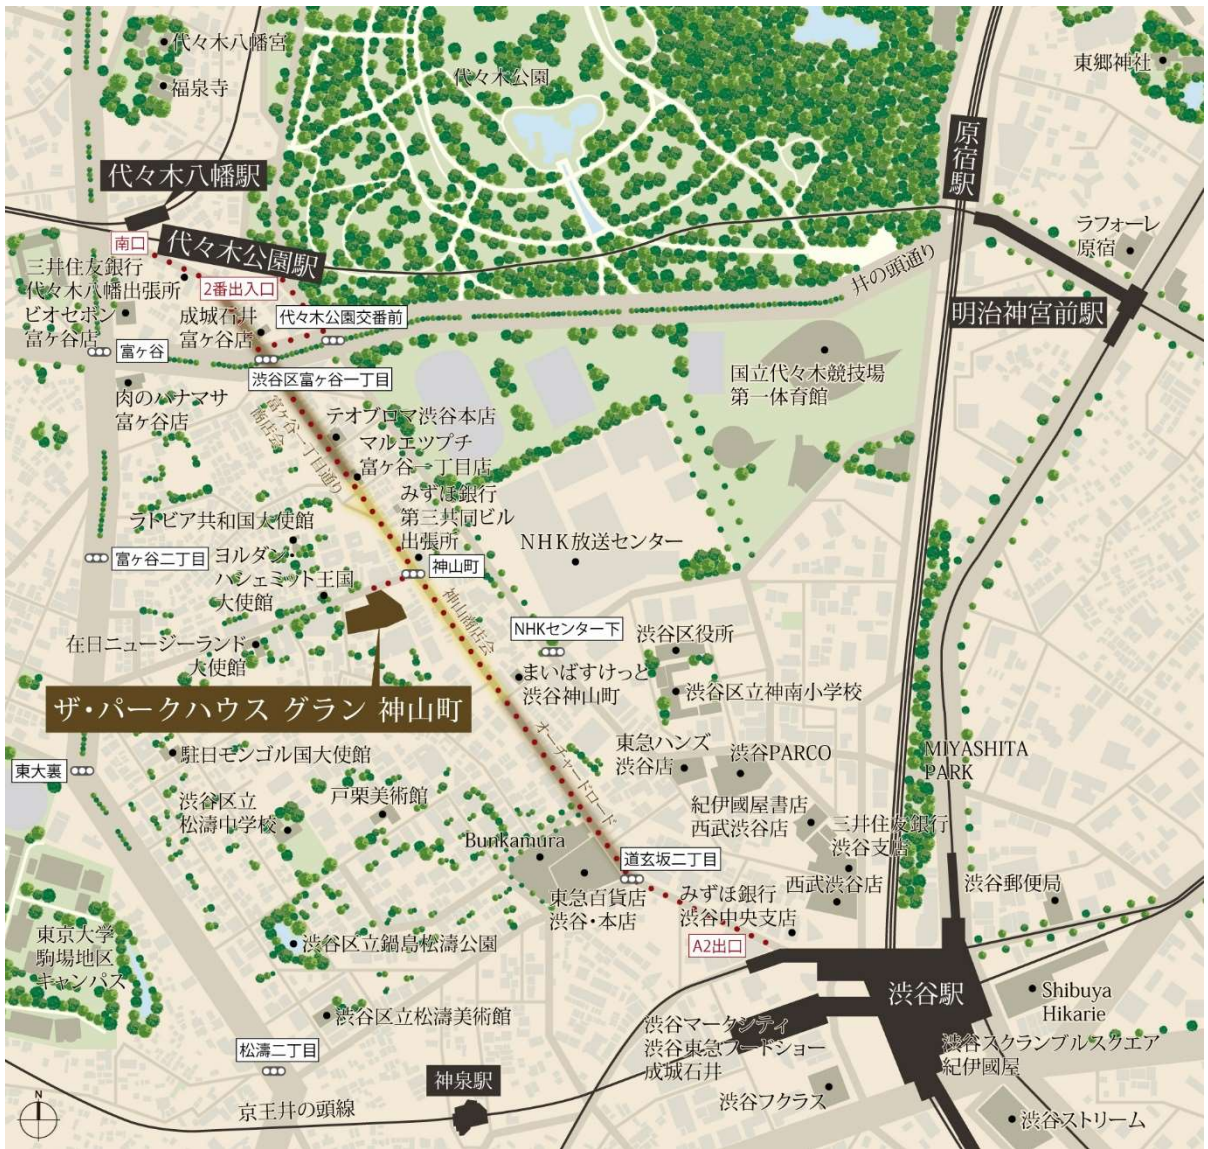 代々木八幡宮
福泉寺
代々木公園
東郷神社
原宿駅
代々木八幡駅
ラフォーレ
原宿
南口
代々木公園駅
井の頭通り
三井住友銀行
代々木八幡出張所
2番出入口
ビオセボン
富ヶ谷店
成城石井
富ヶ谷店
代々木公園交番前
明治神宮前駅
富ヶ谷
渋谷区富ヶ谷一丁目
国立代々木競技場
第一体育館
肉のハナマサ
富ヶ谷店
富ヶ谷一丁目通り
商店会
テオブロマ渋谷本店
マルエツプチ
富ヶ谷一丁目店
みずほ銀行
第三共同ビル
出張所
ラトビア共和国大使館
NHK放送センター
富ヶ谷二丁目
ヨルダン・
ハシェミット王国
大使館
神山町
神山商店会
NHKセンター下
渋谷区役所
在日ニュージーランド
大使館
まいばすけっと
渋谷神山町
渋谷区立神南小学校
ザ・パークハウス グラン 神山町
オーチャードロード
東急ハンズ
渋谷店
渋谷PARCO
MIYASHITA
PARK
駐日モンゴル国大使館
東大裏
渋谷区立
松濤中学校
戸栗美術館
紀伊國屋書店
西武渋谷店
三井住友銀行
渋谷支店
Bunkamura
道玄坂二丁目
東急百貨店
渋谷・本店
みずほ銀行
渋谷中央支店
西武渋谷店
渋谷郵便局
東京大学
駒場地区
キャンパス
渋谷区立鍋島松濤公園
A2出口
渋谷駅
Shibuya
Hikarie
渋谷区立松濤美術館
渋谷マークシティ
渋谷東急フードショー
成城石井
渋谷スクランブルスクエア
紀伊國屋
松濤二丁目
神泉駅
京王井の頭線
渋谷フクラス
渋谷ストリーム
N